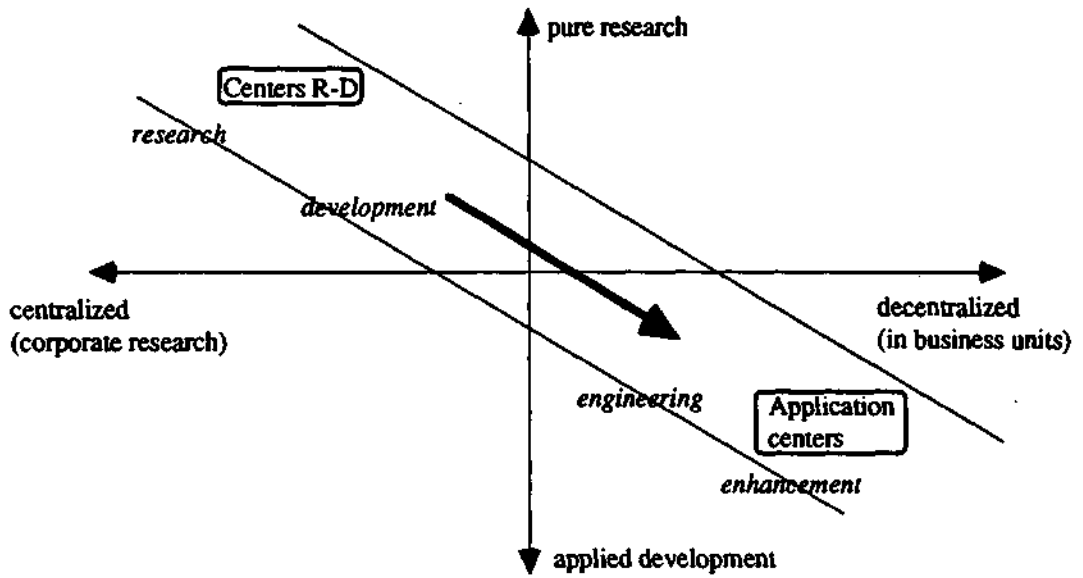 pure research
Centers R-D
research
development
centralized
(corporate research)
decentralized
(in business units)
engineering
Application
centers
enhancement
applied development